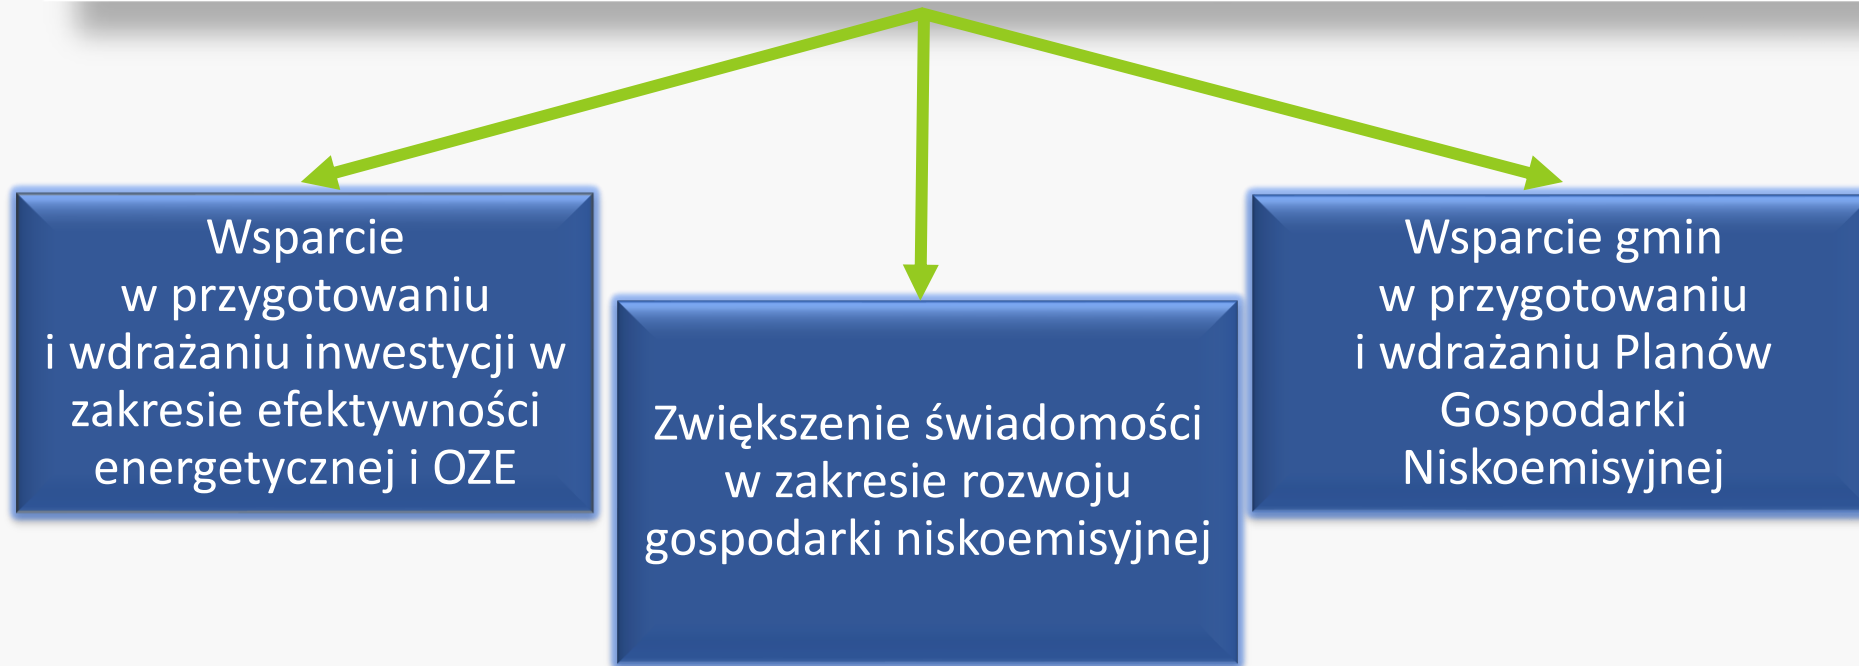 Wsparcie
w przygotowaniu
i wdrażaniu inwestycji w
zakresie efektywności
energetycznej i OZE
Zwiększenie świadomości
w zakresie rozwoju
gospodarki niskoemisyjnej
Wsparcie gmin
w przygotowaniu
i wdrażaniu Planów
Gospodarki
Niskoemisyjnej